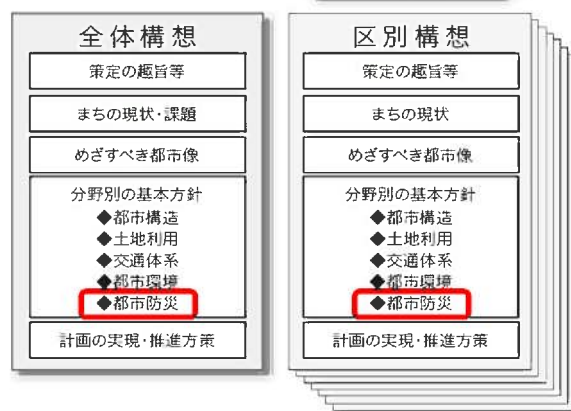 全体構想
策定の趣旨等
まちの現状・課題
めざすべき都市像
分野別の基本方針
◆都市構造
◆土地利用
◆交通体系
◆都市環境
◆都市防災
計画の実現・推進方策
区別構想
策定の趣旨等
まちの現状
めざすべき都市像
分野別の基本方針
◆都市構造
◆土地利用
◆交通体系
◆都市環境
◆都市防災
計画の実現・推進方策